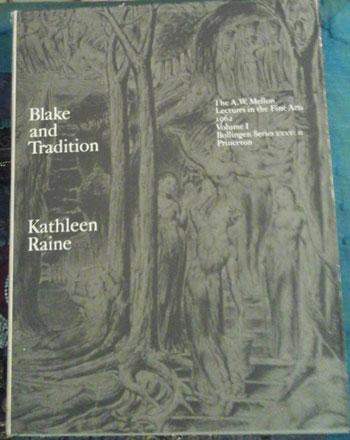 Blake
and
Tradition
The A.W. Mellon
Lectures in the Fine Arts
1962
Volume I
Bollingen Series XXXV: 11
Princeton
Kathleen
Raine